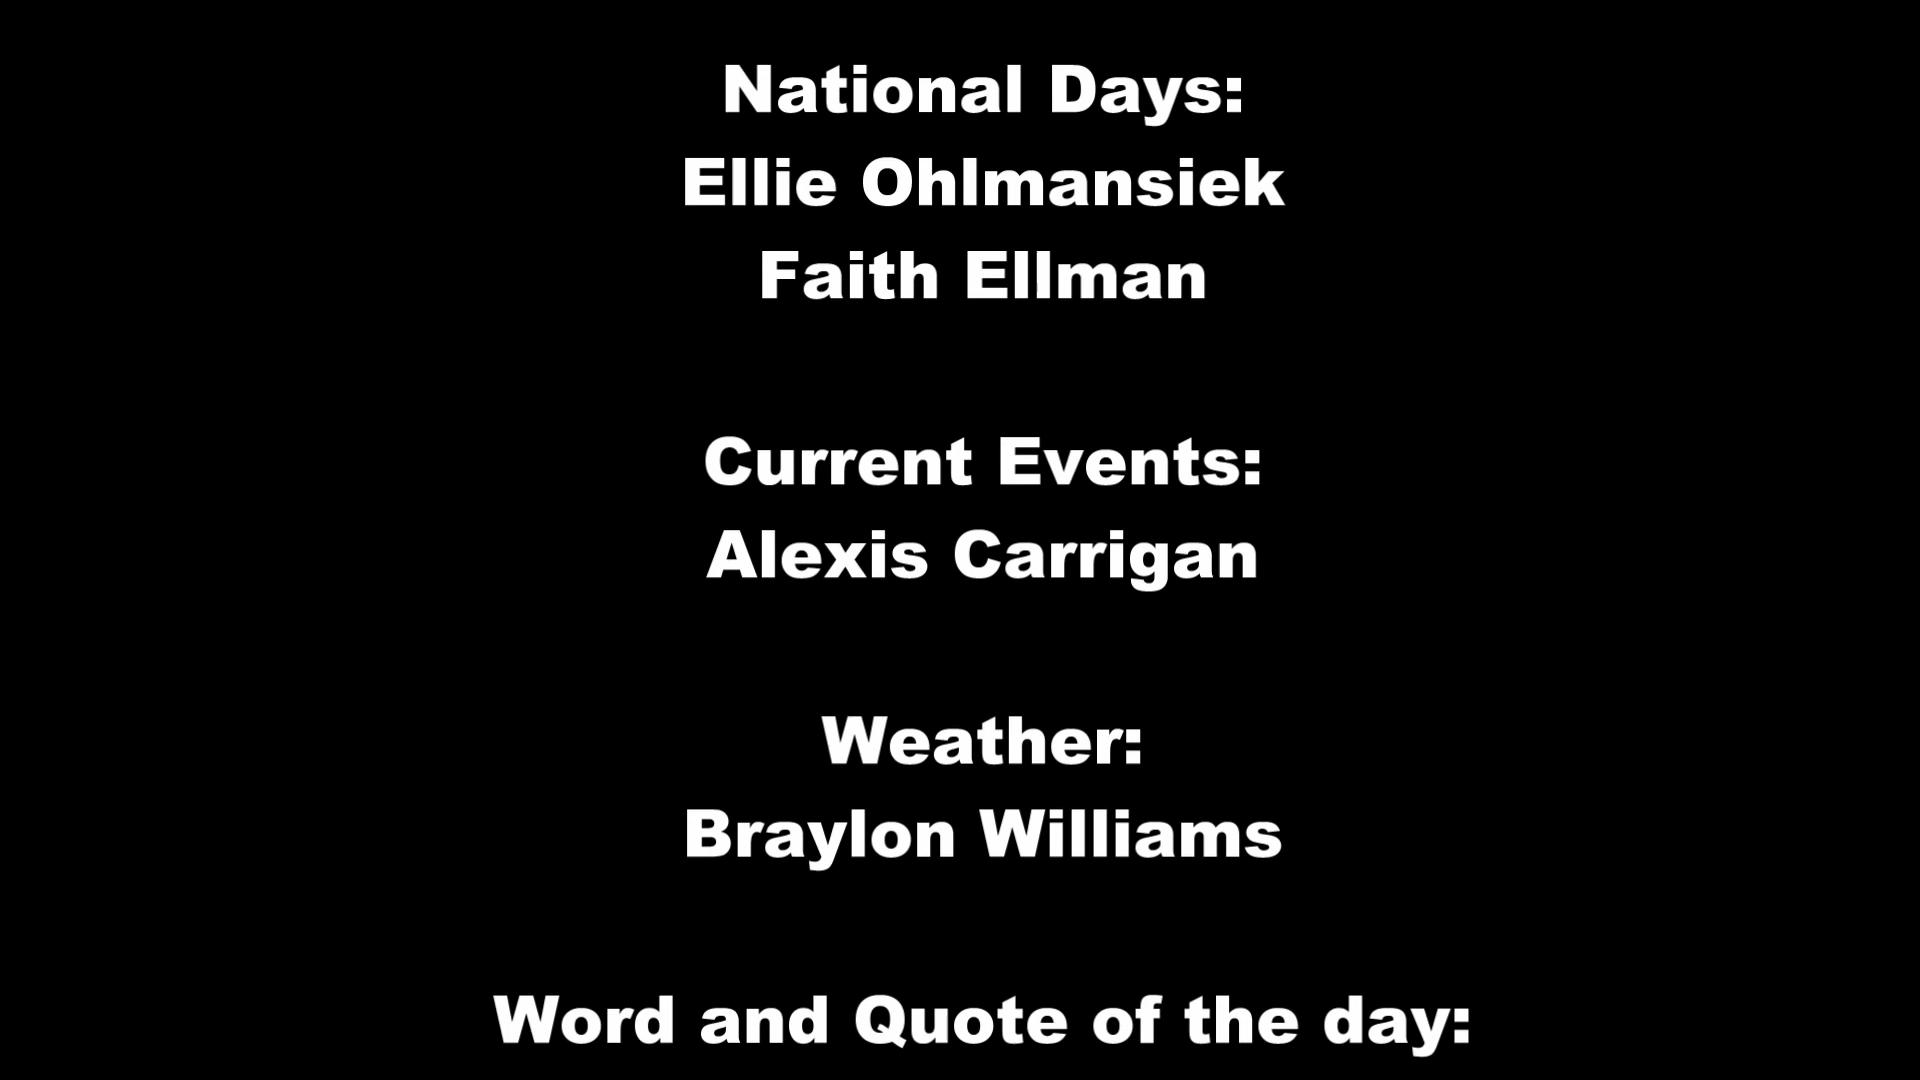 National Days:
Ellie Ohlmansiek
Faith Ellman
Current Events:
Alexis Carrigan
Weather:
Braylon Williams
Word and Quote of the day: